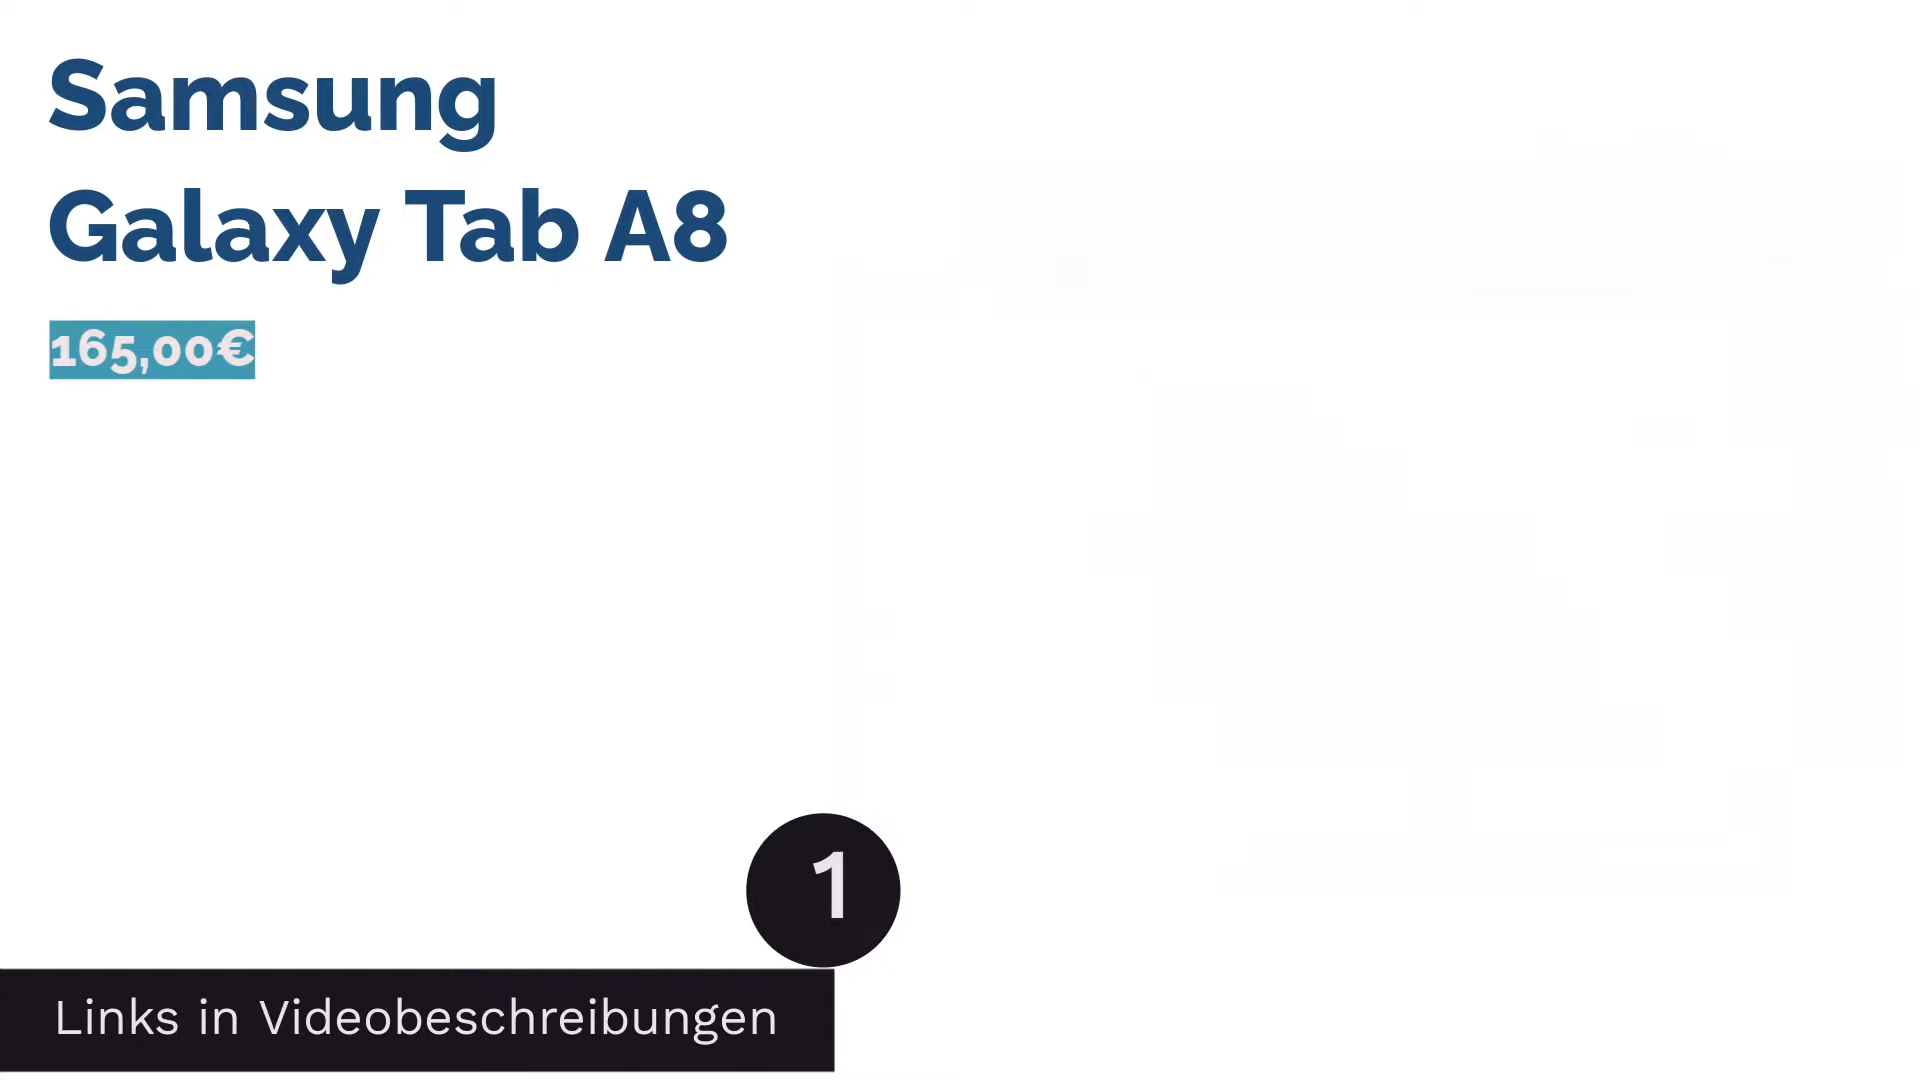 Samsung
Galaxy Tab A8
165,00€
1
Links in Videobeschreibungen